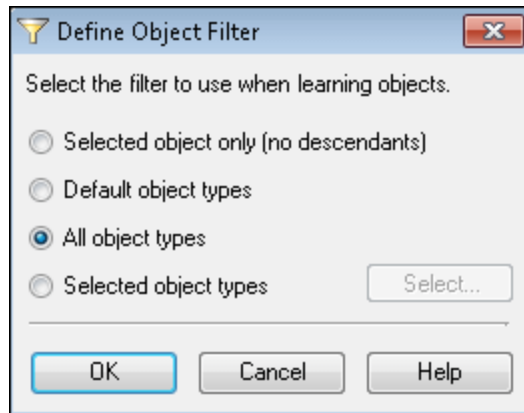 Define Object Filter
Select the filter to use when learning objects.
Selected object only (no descendants)
Default object types
All object types
Selected object types
Select...
OK
Cancel
Help